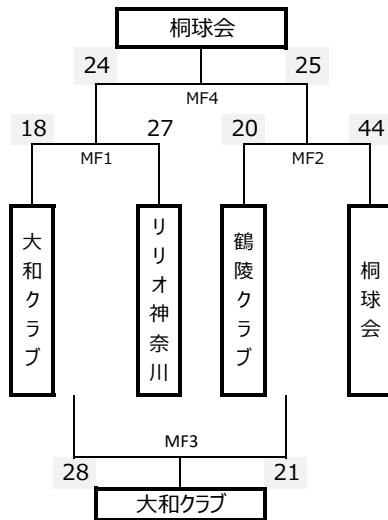 桐球会
24 25
MF4
18 27 20 44
MF1 MF2
大和クラブ
リリオ神奈川
鶴陵クラブ
桐球会
MF3
28 21
大和クラブ